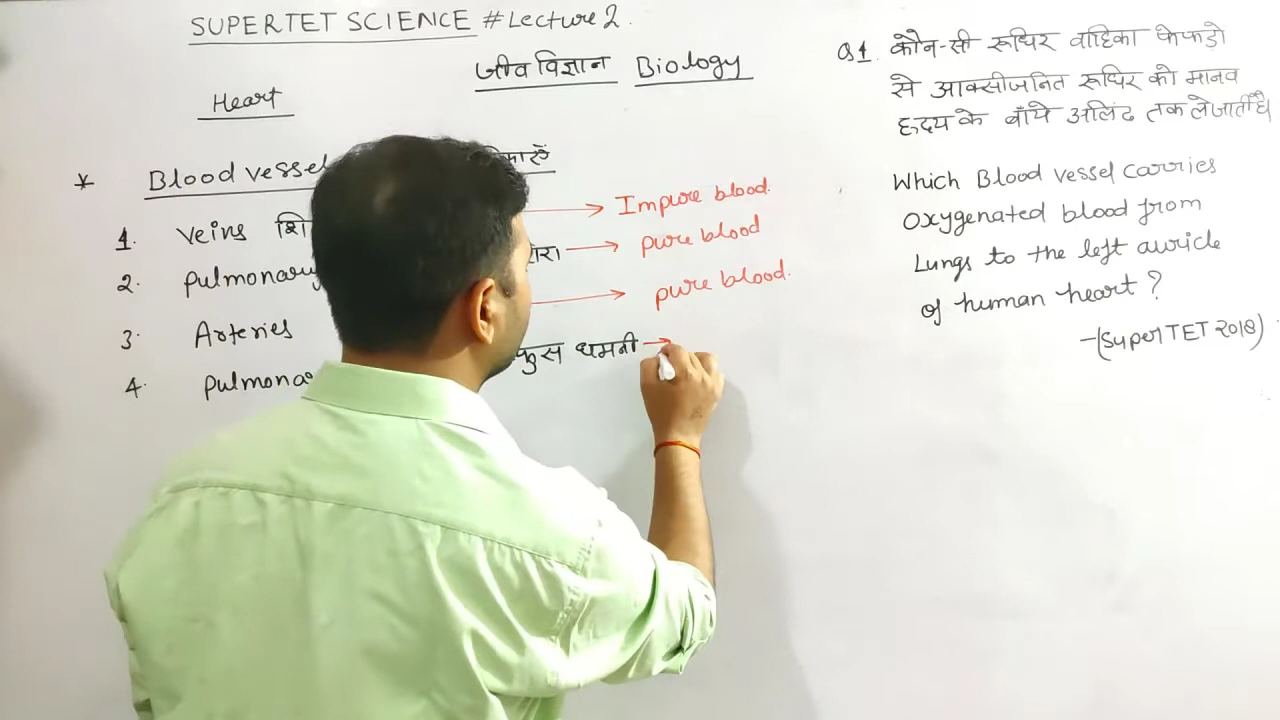 SUPERTET SCIENCE #Lecture 2.
जीव विज्ञान Biology
Heart
* Blood vessel
1. Veins → Impure blood.
2. Pulmonary → pure blood
3. Arteries → pure blood.
4. धमनी →
Q1. कौन-सी रूधिर वाहिका फेफड़ो
से आक्सीजनित रूधिर को मानव
हृदय के बाँये अलिंद तक ले जाती है।
Which Blood vessel carries
Oxygenated blood from
Lungs to the left auricle
of human heart ?
-(SuperTET 2018)